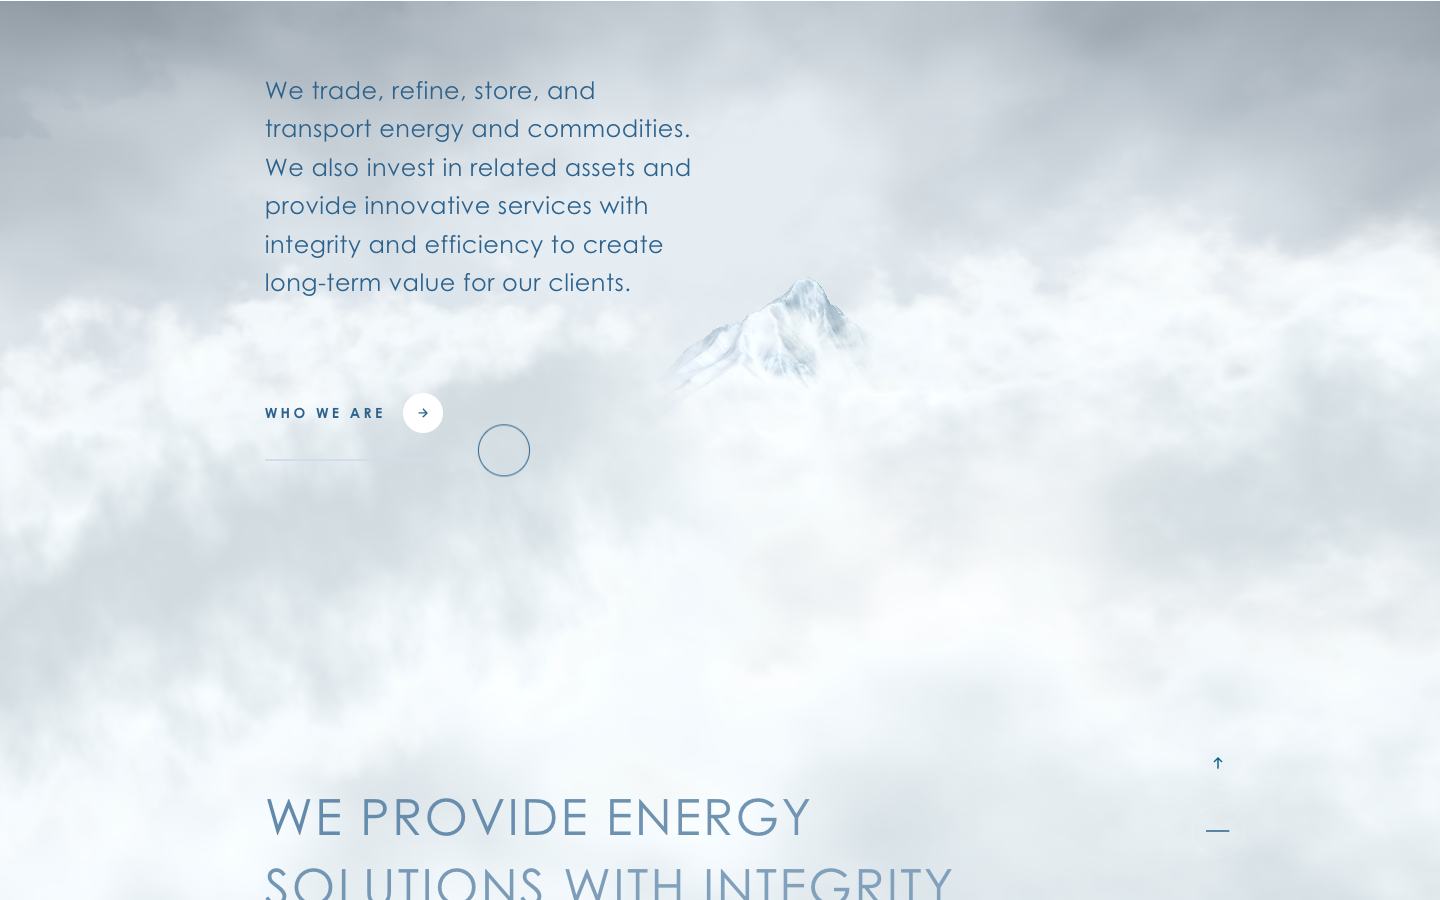 We trade, refine, store, and
transport energy and commodities.
We also invest in related assets and
provide innovative services with
integrity and efficiency to create
long-term value for our clients.
WHO WE ARE
WE PROVIDE ENERGY
SOLUTIONS WITH INTEGRITY